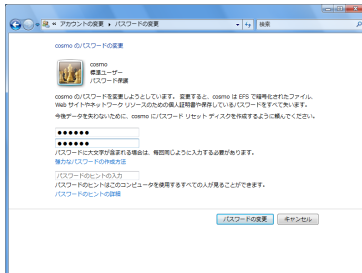 « アカウントの変更 ▸ パスワードの変更
検索
cosmo のパスワードの変更
cosmo
標準ユーザー
パスワード保護
cosmo のパスワードを変更しようとしています。 変更すると、cosmo は EFS で暗号化されたファイル、
Web サイトやネットワーク リソースのための個人証明書や保存しているパスワードをすべて失います。
今後データを失わないために、cosmo にパスワード リセット ディスクを作成するように頼んでください。
●●●●●●
●●●●●●
パスワードに大文字が含まれる場合は、毎回同じように入力する必要があります。
強力なパスワードの作成方法
パスワードのヒントの入力
パスワードのヒントはこのコンピュータを使用するすべての人が見ることができます。
パスワードのヒントの詳細
パスワードの変更 キャンセル